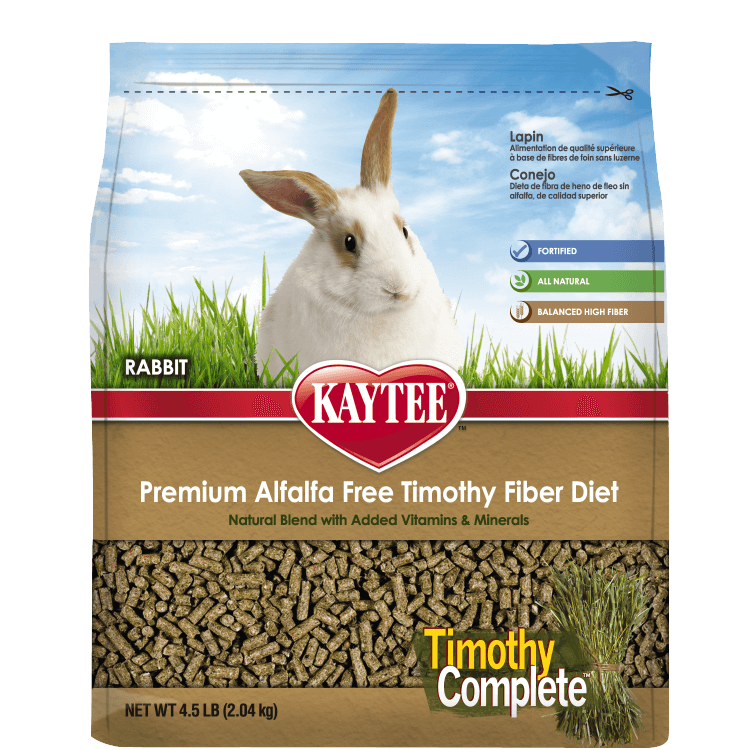 Lapin
Alimentation de qualité supérieure
à base de fibres de foin sans luzerne
Conejo
Dieta de fibra de heno de fleo sin
alfalfa, de calidad superior
FORTIFIED
ALL NATURAL
BALANCED HIGH FIBER
RABBIT
KAYTEE®
™
Premium Alfalfa Free Timothy Fiber Diet
Natural Blend with Added Vitamins & Minerals
Timothy
Complete™
NET WT 4.5 LB (2.04 kg)